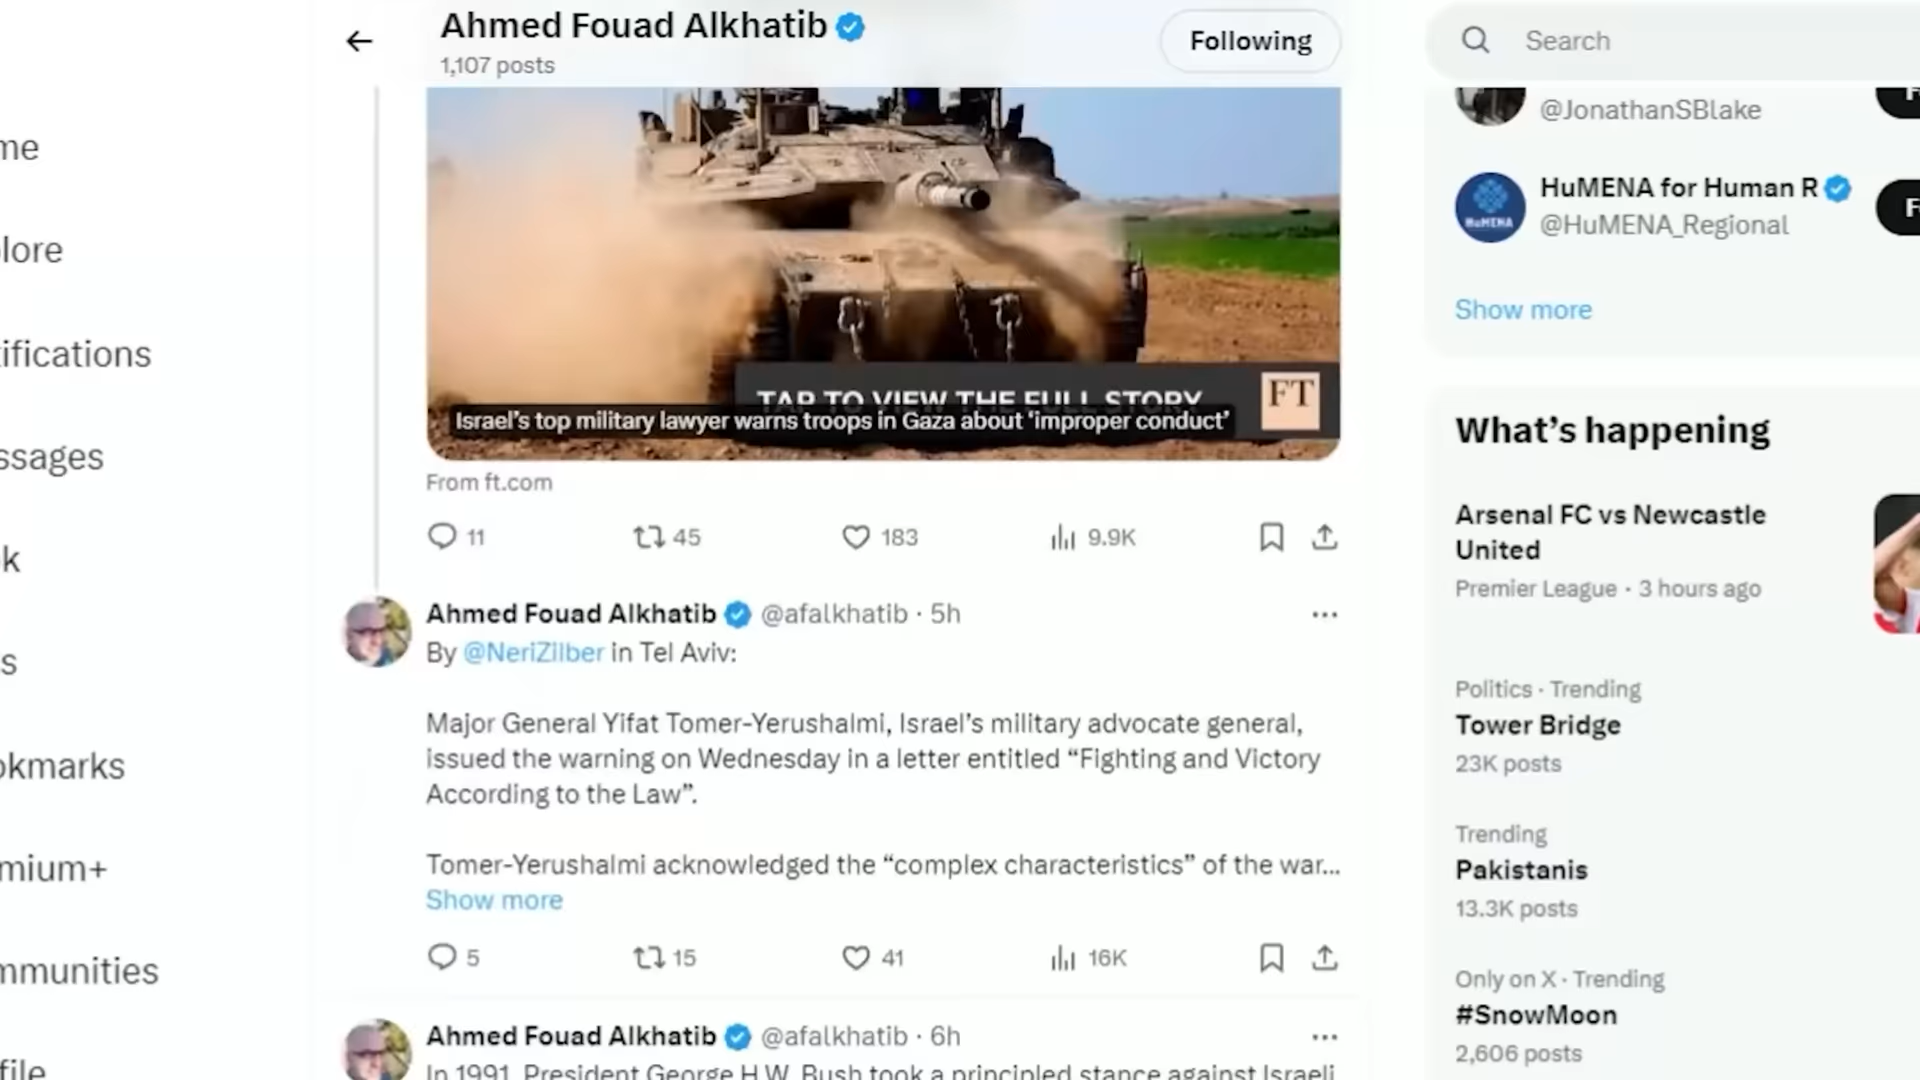 Ahmed Fouad Alkhatib
1,107 posts
Following
Search
me
lore
ifications
ssages
k
s
okmarks
mium+
mmunities
file
TAP TO VIEW THE FULL STORY
FT
Israel’s top military lawyer warns troops in Gaza about ‘improper conduct’
From ft.com
11 45 183 9.9K
Ahmed Fouad Alkhatib @afalkhatib · 5h
By @NeriZilber in Tel Aviv:
Major General Yifat Tomer-Yerushalmi, Israel’s military advocate general,
issued the warning on Wednesday in a letter entitled “Fighting and Victory
According to the Law”.
Tomer-Yerushalmi acknowledged the “complex characteristics” of the war...
Show more
5 15 41 16K
Ahmed Fouad Alkhatib @afalkhatib · 6h
In 1991, President George H.W. Bush took a principled stance against Israeli
@JonathanSBlake
F
HuMENA
HuMENA for Human R
@HuMENA_Regional
F
Show more
What’s happening
Arsenal FC vs Newcastle
United
Premier League · 3 hours ago
Politics · Trending
Tower Bridge
23K posts
Trending
Pakistanis
13.3K posts
Only on X · Trending
#SnowMoon
2,606 posts